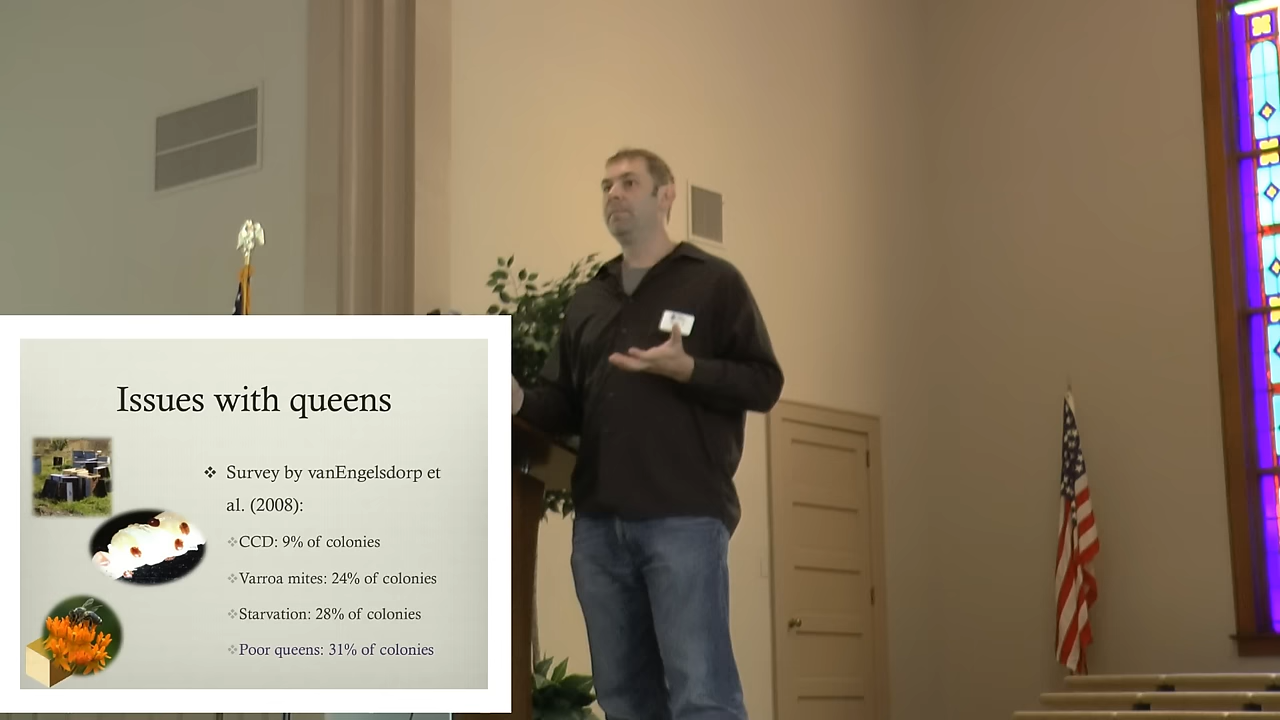 Issues with queens
❖ Survey by vanEngelsdorp et
al. (2008):
❖CCD: 9% of colonies
❖Varroa mites: 24% of colonies
❖Starvation: 28% of colonies
❖Poor queens: 31% of colonies